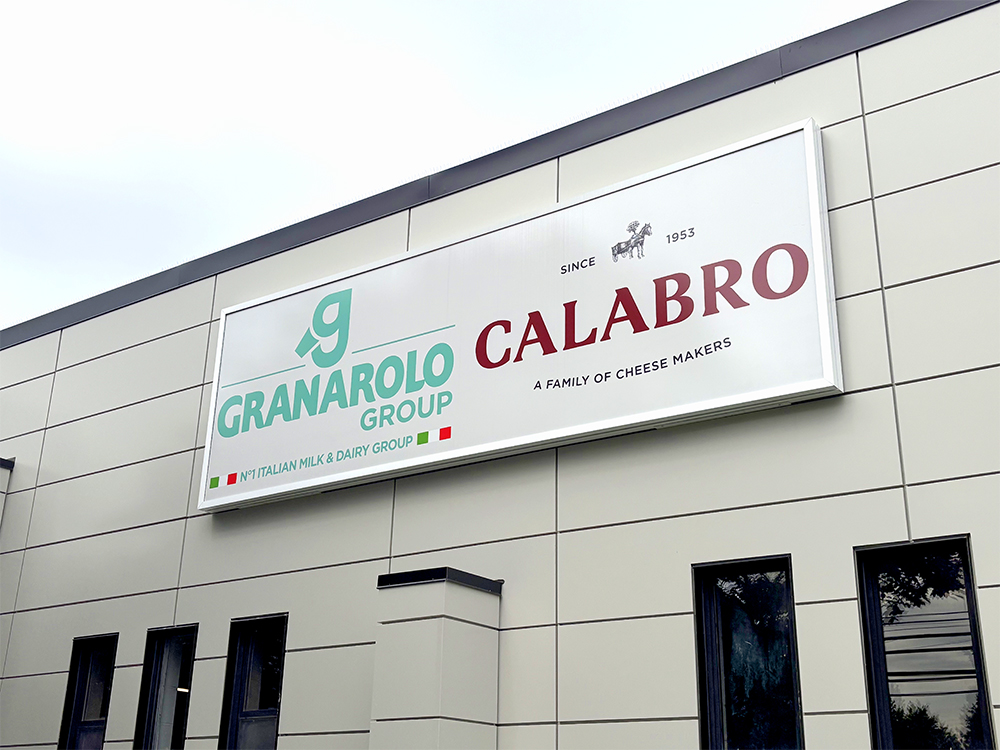 g
GRANAROLO
GROUP
N°1 ITALIAN MILK & DAIRY GROUP
SINCE 1953
CALABRO
A FAMILY OF CHEESE MAKERS